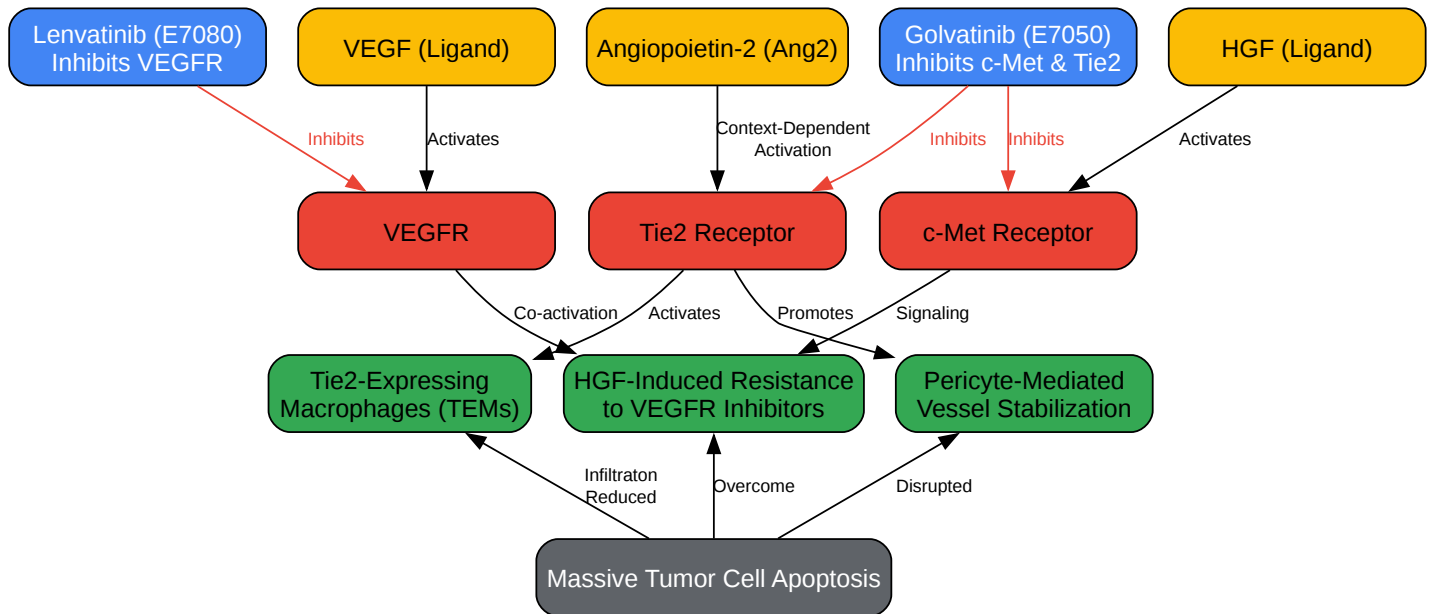 Lenvatinib (E7080)
Inhibits VEGFR
VEGF (Ligand)
Angiopoietin-2 (Ang2)
Golvatinib (E7050)
Inhibits c-Met & Tie2
HGF (Ligand)
Inhibits
Activates
Context-Dependent
Activation
Inhibits
Inhibits
Activates
VEGFR
Tie2 Receptor
c-Met Receptor
Co-activation
Activates
Promotes
Signaling
Tie2-Expressing
Macrophages (TEMs)
HGF-Induced Resistance
to VEGFR Inhibitors
Pericyte-Mediated
Vessel Stabilization
Infiltraton
Reduced
Overcome
Disrupted
Massive Tumor Cell Apoptosis